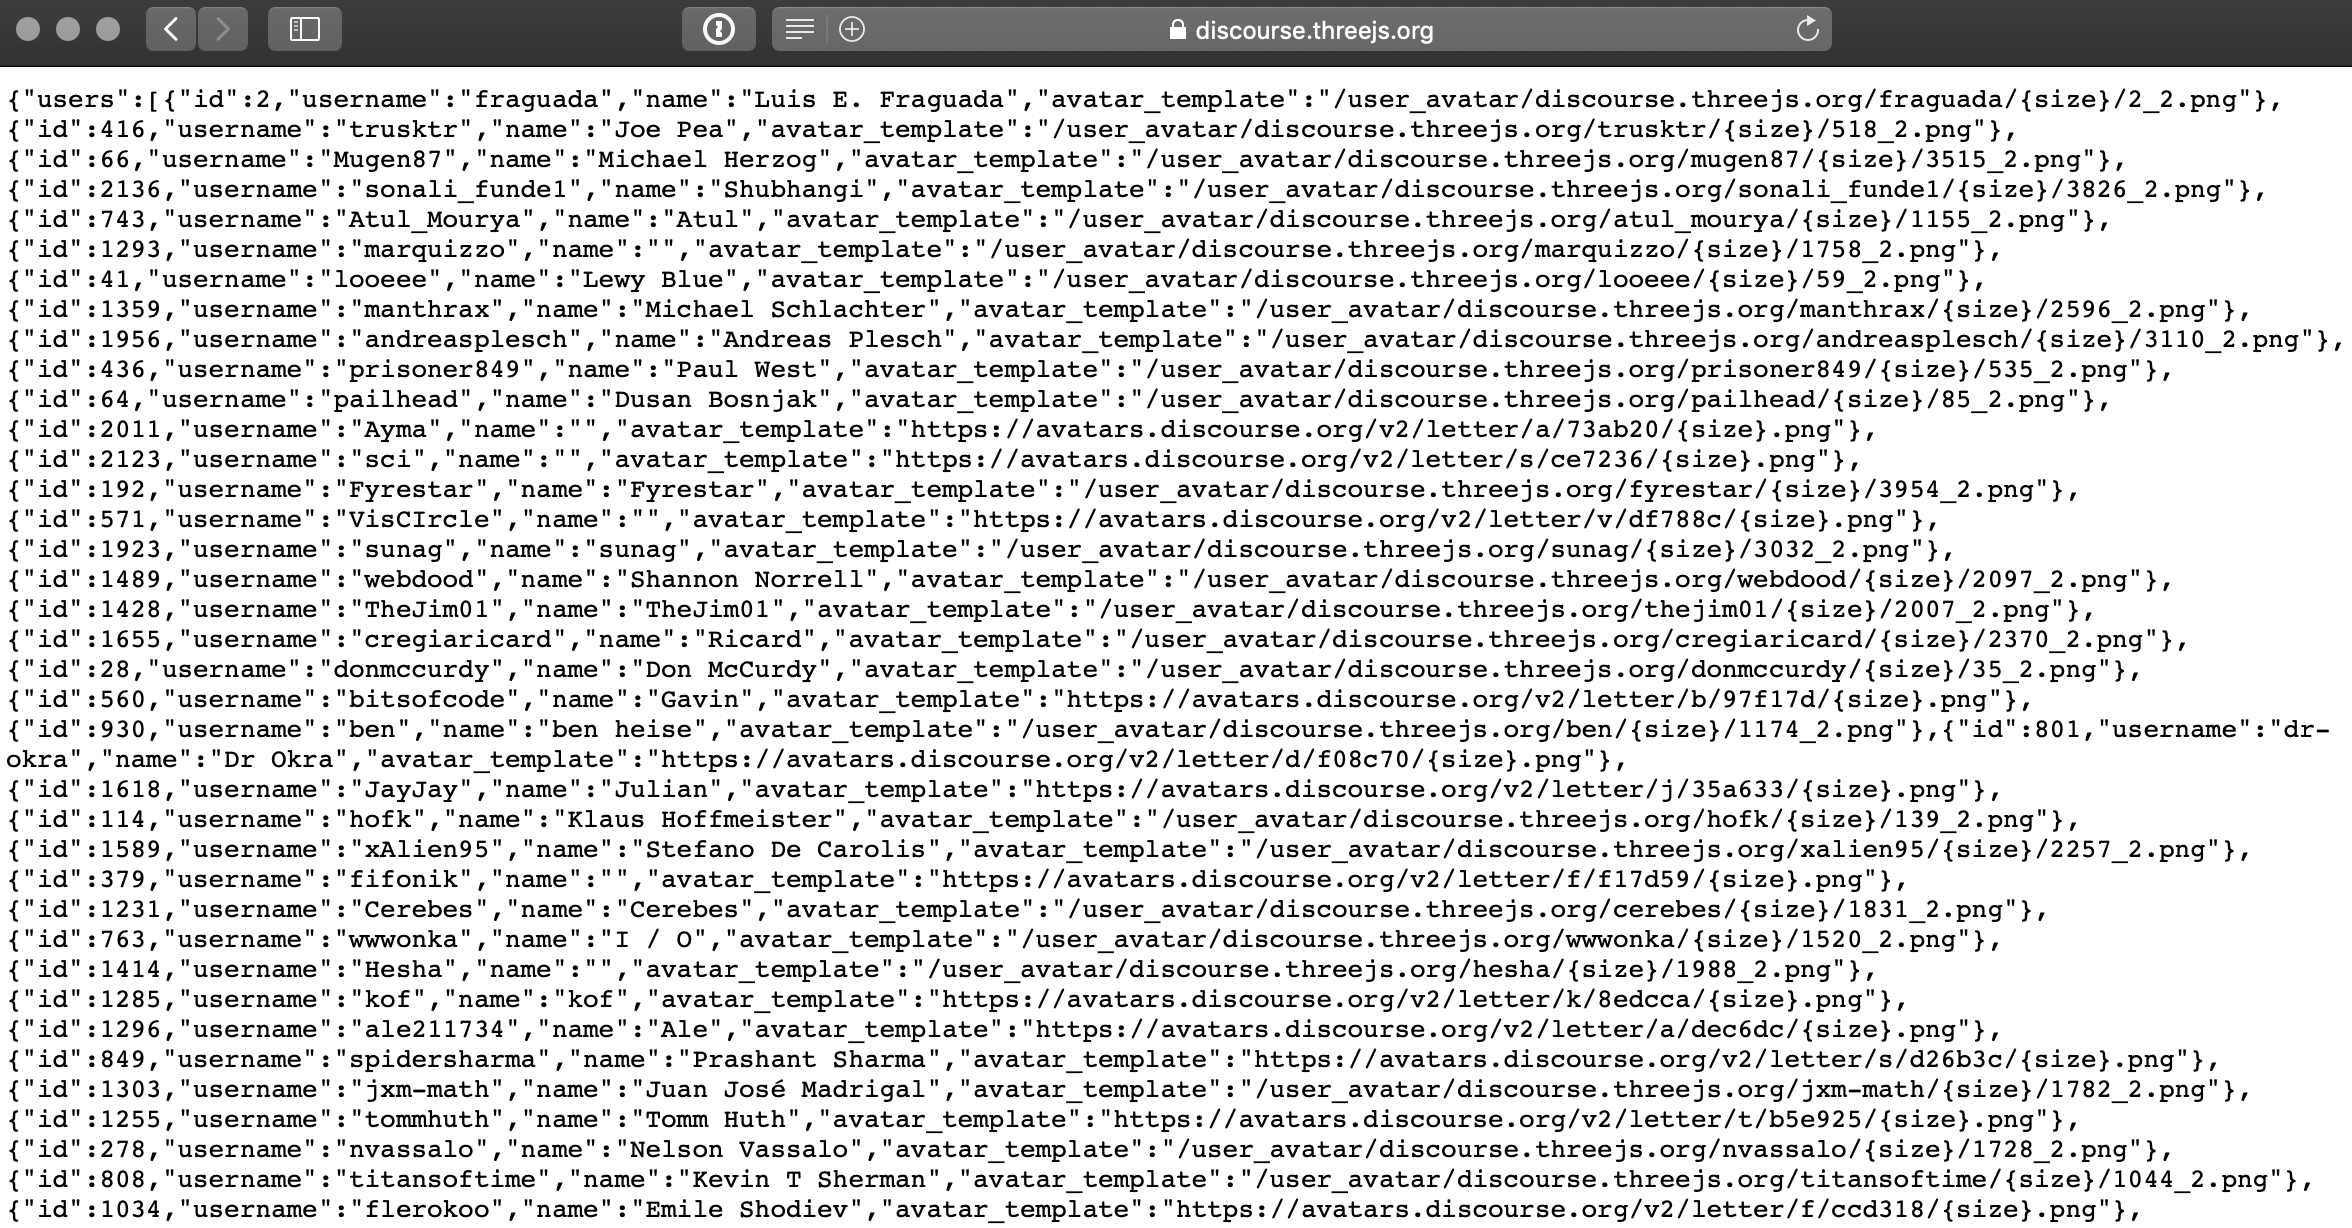 discourse.threejs.org
{"users":[{"id":2,"username":"fraguada","name":"Luis E. Fraguada","avatar_template":"/user_avatar/discourse.threejs.org/fraguada/{size}/2_2.png"},
{"id":416,"username":"trusktr","name":"Joe Pea","avatar_template":"/user_avatar/discourse.threejs.org/trusktr/{size}/518_2.png"},
{"id":66,"username":"Mugen87","name":"Michael Herzog","avatar_template":"/user_avatar/discourse.threejs.org/mugen87/{size}/3515_2.png"},
{"id":2136,"username":"sonali_funde1","name":"Shubhangi","avatar_template":"/user_avatar/discourse.threejs.org/sonali_funde1/{size}/3826_2.png"},
{"id":743,"username":"Atul_Mourya","name":"Atul","avatar_template":"/user_avatar/discourse.threejs.org/atul_mourya/{size}/1155_2.png"},
{"id":1293,"username":"marquizzo","name":"","avatar_template":"/user_avatar/discourse.threejs.org/marquizzo/{size}/1758_2.png"},
{"id":41,"username":"looeee","name":"Lewy Blue","avatar_template":"/user_avatar/discourse.threejs.org/looeee/{size}/59_2.png"},
{"id":1359,"username":"manthrax","name":"Michael Schlachter","avatar_template":"/user_avatar/discourse.threejs.org/manthrax/{size}/2596_2.png"},
{"id":1956,"username":"andreasplesch","name":"Andreas Plesch","avatar_template":"/user_avatar/discourse.threejs.org/andreasplesch/{size}/3110_2.png"},
{"id":436,"username":"prisoner849","name":"Paul West","avatar_template":"/user_avatar/discourse.threejs.org/prisoner849/{size}/535_2.png"},
{"id":64,"username":"pailhead","name":"Dusan Bosnjak","avatar_template":"/user_avatar/discourse.threejs.org/pailhead/{size}/85_2.png"},
{"id":2011,"username":"Ayma","name":"","avatar_template":"https://avatars.discourse.org/v2/letter/a/73ab20/{size}.png"},
{"id":2123,"username":"sci","name":"","avatar_template":"https://avatars.discourse.org/v2/letter/s/ce7236/{size}.png"},
{"id":192,"username":"Fyrestar","name":"Fyrestar","avatar_template":"/user_avatar/discourse.threejs.org/fyrestar/{size}/3954_2.png"},
{"id":571,"username":"VisCIrcle","name":"","avatar_template":"https://avatars.discourse.org/v2/letter/v/df788c/{size}.png"},
{"id":1923,"username":"sunag","name":"sunag","avatar_template":"/user_avatar/discourse.threejs.org/sunag/{size}/3032_2.png"},
{"id":1489,"username":"webdood","name":"Shannon Norrell","avatar_template":"/user_avatar/discourse.threejs.org/webdood/{size}/2097_2.png"},
{"id":1428,"username":"TheJim01","name":"TheJim01","avatar_template":"/user_avatar/discourse.threejs.org/thejim01/{size}/2007_2.png"},
{"id":1655,"username":"cregiaricard","name":"Ricard","avatar_template":"/user_avatar/discourse.threejs.org/cregiaricard/{size}/2370_2.png"},
{"id":28,"username":"donmccurdy","name":"Don McCurdy","avatar_template":"/user_avatar/discourse.threejs.org/donmccurdy/{size}/35_2.png"},
{"id":560,"username":"bitsofcode","name":"Gavin","avatar_template":"https://avatars.discourse.org/v2/letter/b/97f17d/{size}.png"},
{"id":930,"username":"ben","name":"ben heise","avatar_template":"/user_avatar/discourse.threejs.org/ben/{size}/1174_2.png"},{"id":801,"username":"dr-
okra","name":"Dr Okra","avatar_template":"https://avatars.discourse.org/v2/letter/d/f08c70/{size}.png"},
{"id":1618,"username":"JayJay","name":"Julian","avatar_template":"https://avatars.discourse.org/v2/letter/j/35a633/{size}.png"},
{"id":114,"username":"hofk","name":"Klaus Hoffmeister","avatar_template":"/user_avatar/discourse.threejs.org/hofk/{size}/139_2.png"},
{"id":1589,"username":"xAlien95","name":"Stefano De Carolis","avatar_template":"/user_avatar/discourse.threejs.org/xalien95/{size}/2257_2.png"},
{"id":379,"username":"fifonik","name":"","avatar_template":"https://avatars.discourse.org/v2/letter/f/f17d59/{size}.png"},
{"id":1231,"username":"Cerebes","name":"Cerebes","avatar_template":"/user_avatar/discourse.threejs.org/cerebes/{size}/1831_2.png"},
{"id":763,"username":"wwwonka","name":"I / O","avatar_template":"/user_avatar/discourse.threejs.org/wwwonka/{size}/1520_2.png"},
{"id":1414,"username":"Hesha","name":"","avatar_template":"/user_avatar/discourse.threejs.org/hesha/{size}/1988_2.png"},
{"id":1285,"username":"kof","name":"kof","avatar_template":"https://avatars.discourse.org/v2/letter/k/8edcca/{size}.png"},
{"id":1296,"username":"ale211734","name":"Ale","avatar_template":"https://avatars.discourse.org/v2/letter/a/dec6dc/{size}.png"},
{"id":849,"username":"spidersharma","name":"Prashant Sharma","avatar_template":"https://avatars.discourse.org/v2/letter/s/d26b3c/{size}.png"},
{"id":1303,"username":"jxm-math","name":"Juan José Madrigal","avatar_template":"/user_avatar/discourse.threejs.org/jxm-math/{size}/1782_2.png"},
{"id":1255,"username":"tommhuth","name":"Tomm Huth","avatar_template":"https://avatars.discourse.org/v2/letter/t/b5e925/{size}.png"},
{"id":278,"username":"nvassalo","name":"Nelson Vassalo","avatar_template":"/user_avatar/discourse.threejs.org/nvassalo/{size}/1728_2.png"},
{"id":808,"username":"titansoftime","name":"Kevin T Sherman","avatar_template":"/user_avatar/discourse.threejs.org/titansoftime/{size}/1044_2.png"},
{"id":1034,"username":"flerokoo","name":"Emile Shodiev","avatar_template":"https://avatars.discourse.org/v2/letter/f/ccd318/{size}.png"},